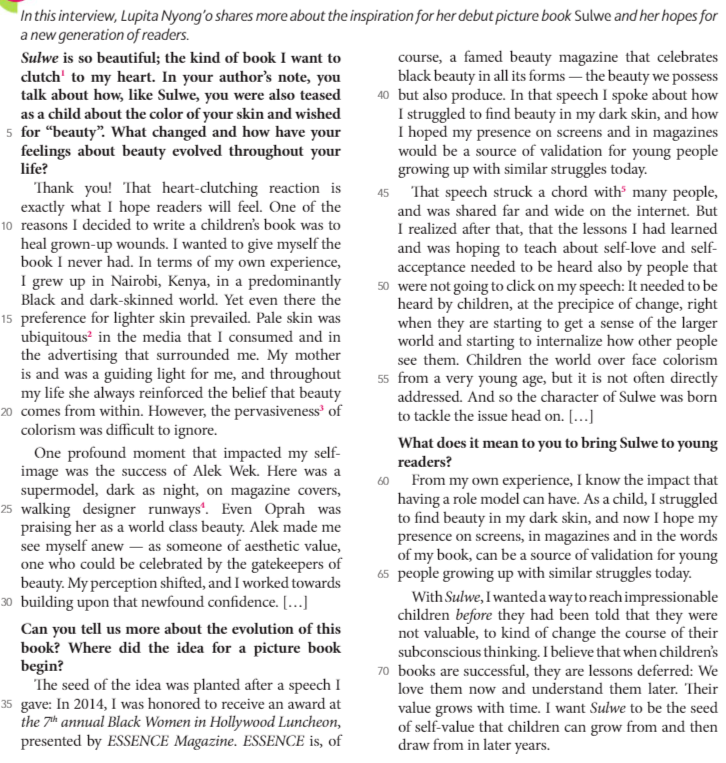 In this interview, Lupita Nyong'o shares more about the inspiration for her debut picture book Sulwe and her hopes for
a new generation of readers.
Sulwe is so beautiful; the kind of book I want to
clutch¹ to my heart. In your author's note, you
talk about how, like Sulwe, you were also teased
as a child about the color of your skin and wished
5 for "beauty". What changed and how have your
feelings about beauty evolved throughout your
life?
Thank you! That heart-clutching reaction is
exactly what I hope readers will feel. One of the
10 reasons I decided to write a children's book was to
heal grown-up wounds. I wanted to give myself the
book I never had. In terms of my own experience,
I grew up in Nairobi, Kenya, in a predominantly
Black and dark-skinned world. Yet even there the
15 preference for lighter skin prevailed. Pale skin was
ubiquitous² in the media that I consumed and in
the advertising that surrounded me. My mother
is and was a guiding light for me, and throughout
my life she always reinforced the belief that beauty
20 comes from within. However, the pervasiveness³ of
colorism was difficult to ignore.
One profound moment that impacted my self-
image was the success of Alek Wek. Here was a
supermodel, dark as night, on magazine covers,
25 walking designer runways⁴. Even Oprah was
praising her as a world class beauty. Alek made me
see myself anew — as someone of aesthetic value,
one who could be celebrated by the gatekeepers of
beauty. My perception shifted, and I worked towards
30 building upon that newfound confidence. […]
Can you tell us more about the evolution of this
book? Where did the idea for a picture book
begin?
The seed of the idea was planted after a speech I
35 gave: In 2014, I was honored to receive an award at
the 7th annual Black Women in Hollywood Luncheon,
presented by ESSENCE Magazine. ESSENCE is, of
course, a famed beauty magazine that celebrates
black beauty in all its forms — the beauty we possess
40 but also produce. In that speech I spoke about how
I struggled to find beauty in my dark skin, and how
I hoped my presence on screens and in magazines
would be a source of validation for young people
growing up with similar struggles today.
45 That speech struck a chord with⁵ many people,
and was shared far and wide on the internet. But
I realized after that, that the lessons I had learned
and was hoping to teach about self-love and self-
acceptance needed to be heard also by people that
50 were not going to click on my speech: It needed to be
heard by children, at the precipice of change, right
when they are starting to get a sense of the larger
world and starting to internalize how other people
see them. Children the world over face colorism
55 from a very young age, but it is not often directly
addressed. And so the character of Sulwe was born
to tackle the issue head on. […]
What does it mean to you to bring Sulwe to young
readers?
60 From my own experience, I know the impact that
having a role model can have. As a child, I struggled
to find beauty in my dark skin, and now I hope my
presence on screens, in magazines and in the words
of my book, can be a source of validation for young
65 people growing up with similar struggles today.
With Sulwe, I wanted a way to reach impressionable
children before they had been told that they were
not valuable, to kind of change the course of their
subconscious thinking. I believe that when children's
70 books are successful, they are lessons deferred: We
love them now and understand them later. Their
value grows with time. I want Sulwe to be the seed
of self-value that children can grow from and then
draw from in later years.